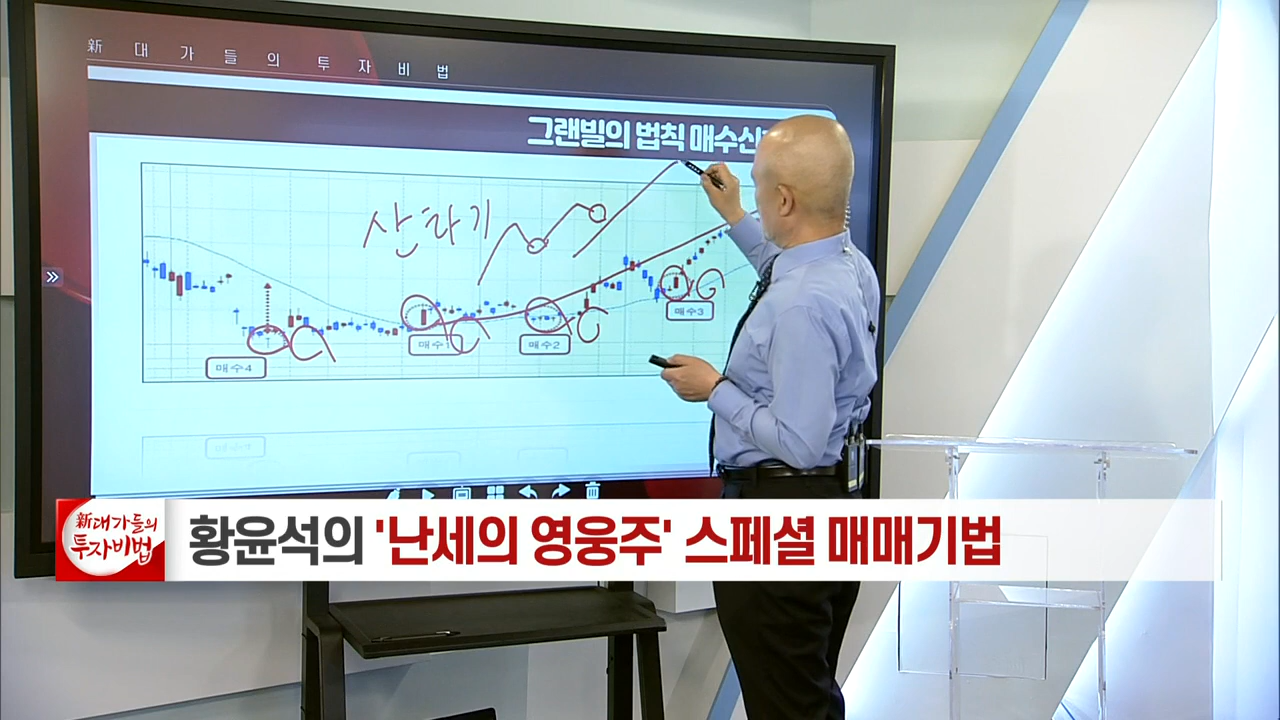 新 대 가 들 의 투 자 비 법
그랜빌의 법칙 매수신
산타기
매수4
매수1
매수2
매수3
新대가들의
투자비법
황윤석의 '난세의 영웅주' 스페셜 매매기법